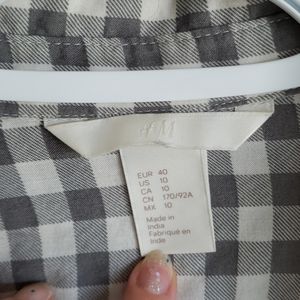 H&M
EUR 40
US 10
CA 10
CN 170/92A
MX 10
Made in
India
Fabriqué en
Inde